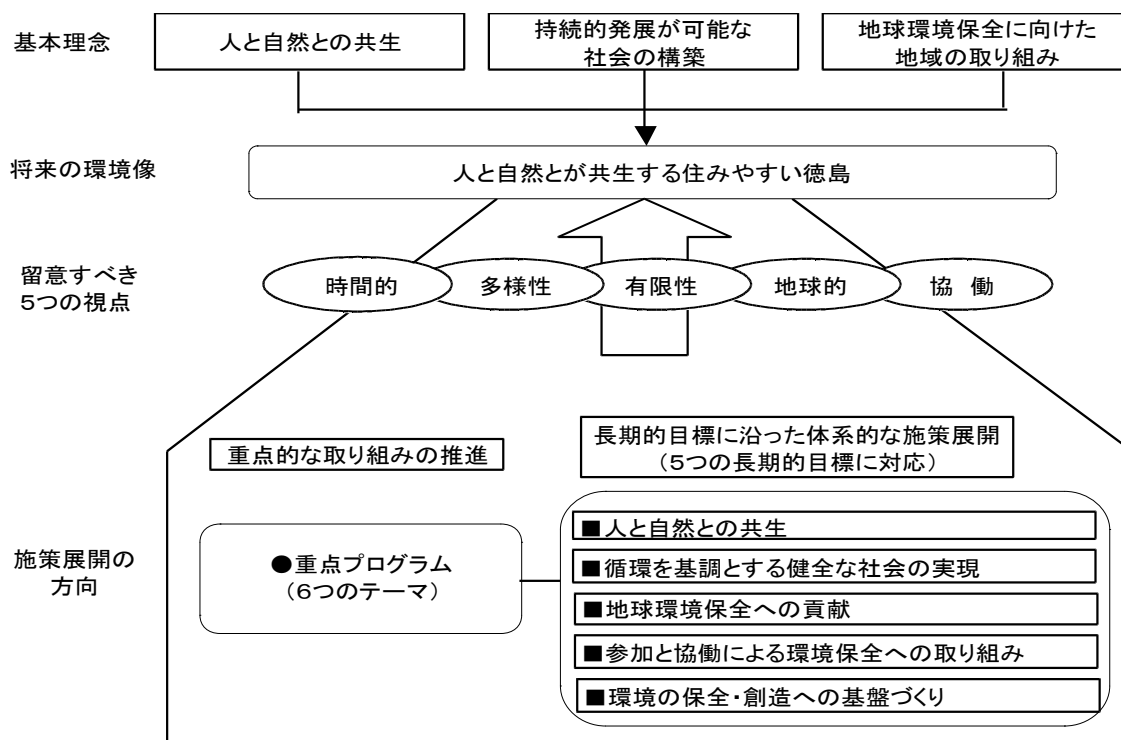 基本理念
人と自然との共生
持続的発展が可能な
社会の構築
地球環境保全に向けた
地域の取り組み
将来の環境像
人と自然とが共生する住みやすい徳島
留意すべき
5つの視点
時間的
多様性
有限性
地球的
協 働
重点的な取り組みの推進
長期的目標に沿った体系的な施策展開
(5つの長期的目標に対応)
施策展開の
方向
●重点プログラム
(6つのテーマ)
■人と自然との共生
■循環を基調とする健全な社会の実現
■地球環境保全への貢献
■参加と協働による環境保全への取り組み
■環境の保全・創造への基盤づくり